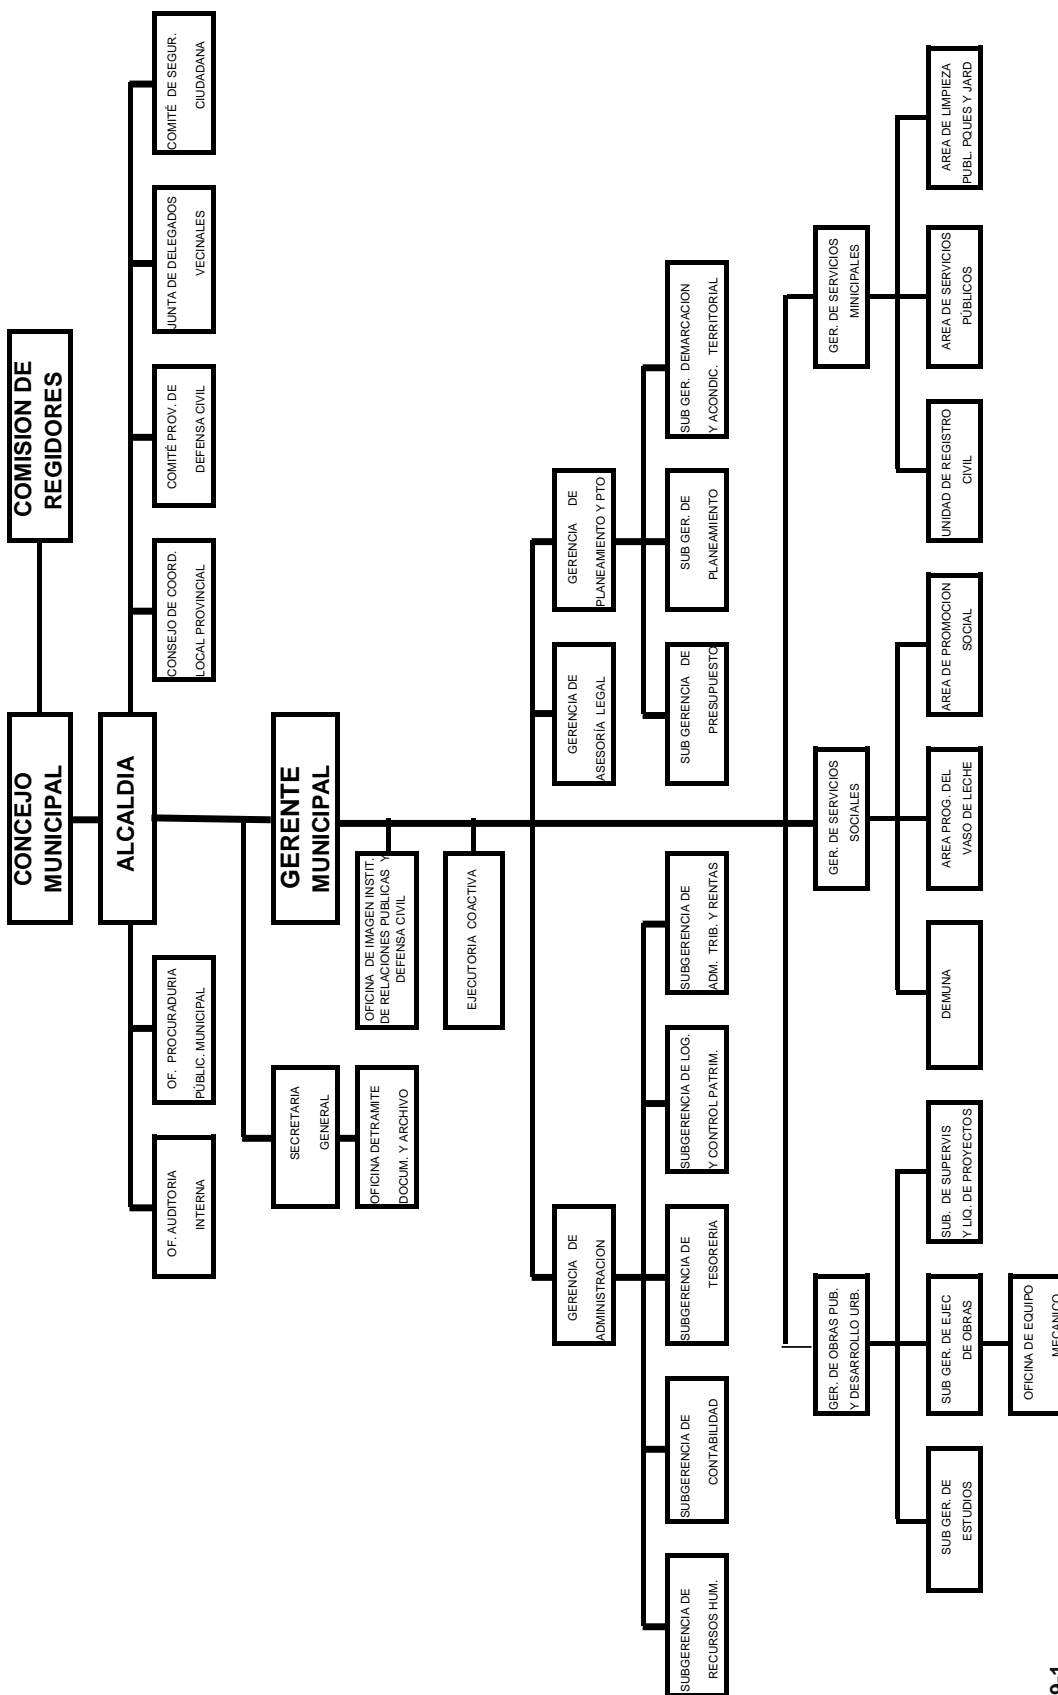 CONCEJO
MUNICIPAL
COMISION DE
REGIDORES
ALCALDIA
OF. AUDITORIA
INTERNA
OF. PROCURADURIA
PÚBLIC. MUNICIPAL
CONSEJO DE COORD.
LOCAL PROVINCIAL
COMITÉ PROV. DE
DEFENSA CIVIL
JUNTA DE DELEGADOS
VECINALES
COMITÉ DE SEGUR.
CIUDADANA
SECRETARIA
GENERAL
GERENTE
MUNICIPAL
OFICINA DETRAMITE
DOCUM. Y ARCHIVO
OFICINA DE IMAGEN INSTIT.
DE RELACIONES PUBLICAS Y
DEFENSA CIVIL
EJECUTORIA COACTIVA
GERENCIA DE
ADMINISTRACION
GERENCIA DE
ASESORÍA LEGAL
GERENCIA DE
PLANEAMIENTO Y PTO
SUBGERENCIA DE
RECURSOS HUM.
SUBGERENCIA DE
CONTABILIDAD
SUBGERENCIA DE
TESORERIA
SUBGERENCIA DE LOG.
Y CONTROL PATRIM.
SUBGERENCIA DE
ADM. TRIB. Y RENTAS
SUB GERENCIA DE
PRESUPUESTO
SUB GER. DE
PLANEAMIENTO
SUB GER. DEMARCACION
Y ACONDIC. TERRITORIAL
GER. DE OBRAS PUB.
Y DESARROLLO URB.
GER. DE SERVICIOS
SOCIALES
GER. DE SERVICIOS
MINICIPALES
SUB GER. DE
ESTUDIOS
SUB GER. DE EJEC
DE OBRAS
SUB. DE SUPERVIS
Y LIQ. DE PROYECTOS
DEMUNA
AREA PROG. DEL
VASO DE LECHE
AREA DE PROMOCION
SOCIAL
UNIDAD DE REGISTRO
CIVIL
AREA DE SERVICIOS
PÚBLICOS
AREA DE LIMPIEZA
PUBL. PQUES Y JARD
OFICINA DE EQUIPO
MECANICO